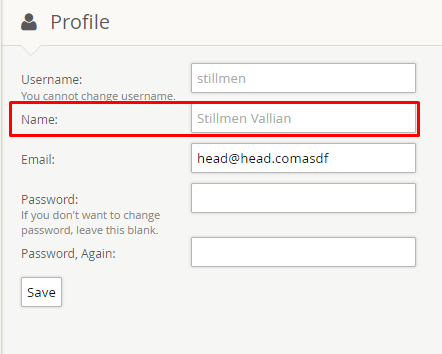 Profile
Username:
stillmen
You cannot change username.
Name:
Stillmen Vallian
Email:
head@head.comasdf
Password:
If you don't want to change
password, leave this blank.
Password, Again:
Save